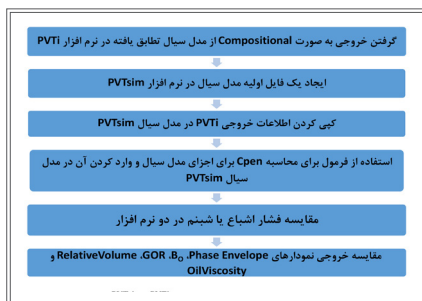 گرفتن خروجی به صورت Compositional از مدل سیال تطابق یافته در نرم افزار PVTi
ایجاد یک فایل اولیه مدل سیال در نرم افزار PVTsim
کپی کردن اطلاعات خروجی PVTi در مدل سیال PVTsim
استفاده از فرمول برای محاسبه Cpen برای اجزای مدل سیال و وارد کردن آن در مدل
سیال PVTsim
مقایسه فشار اشباع یا شبنم در دو نرم افزار
مقایسه خروجی نمودارهای RelativeVolume ،GOR ،BO ،Phase Envelope و
OilViscosity